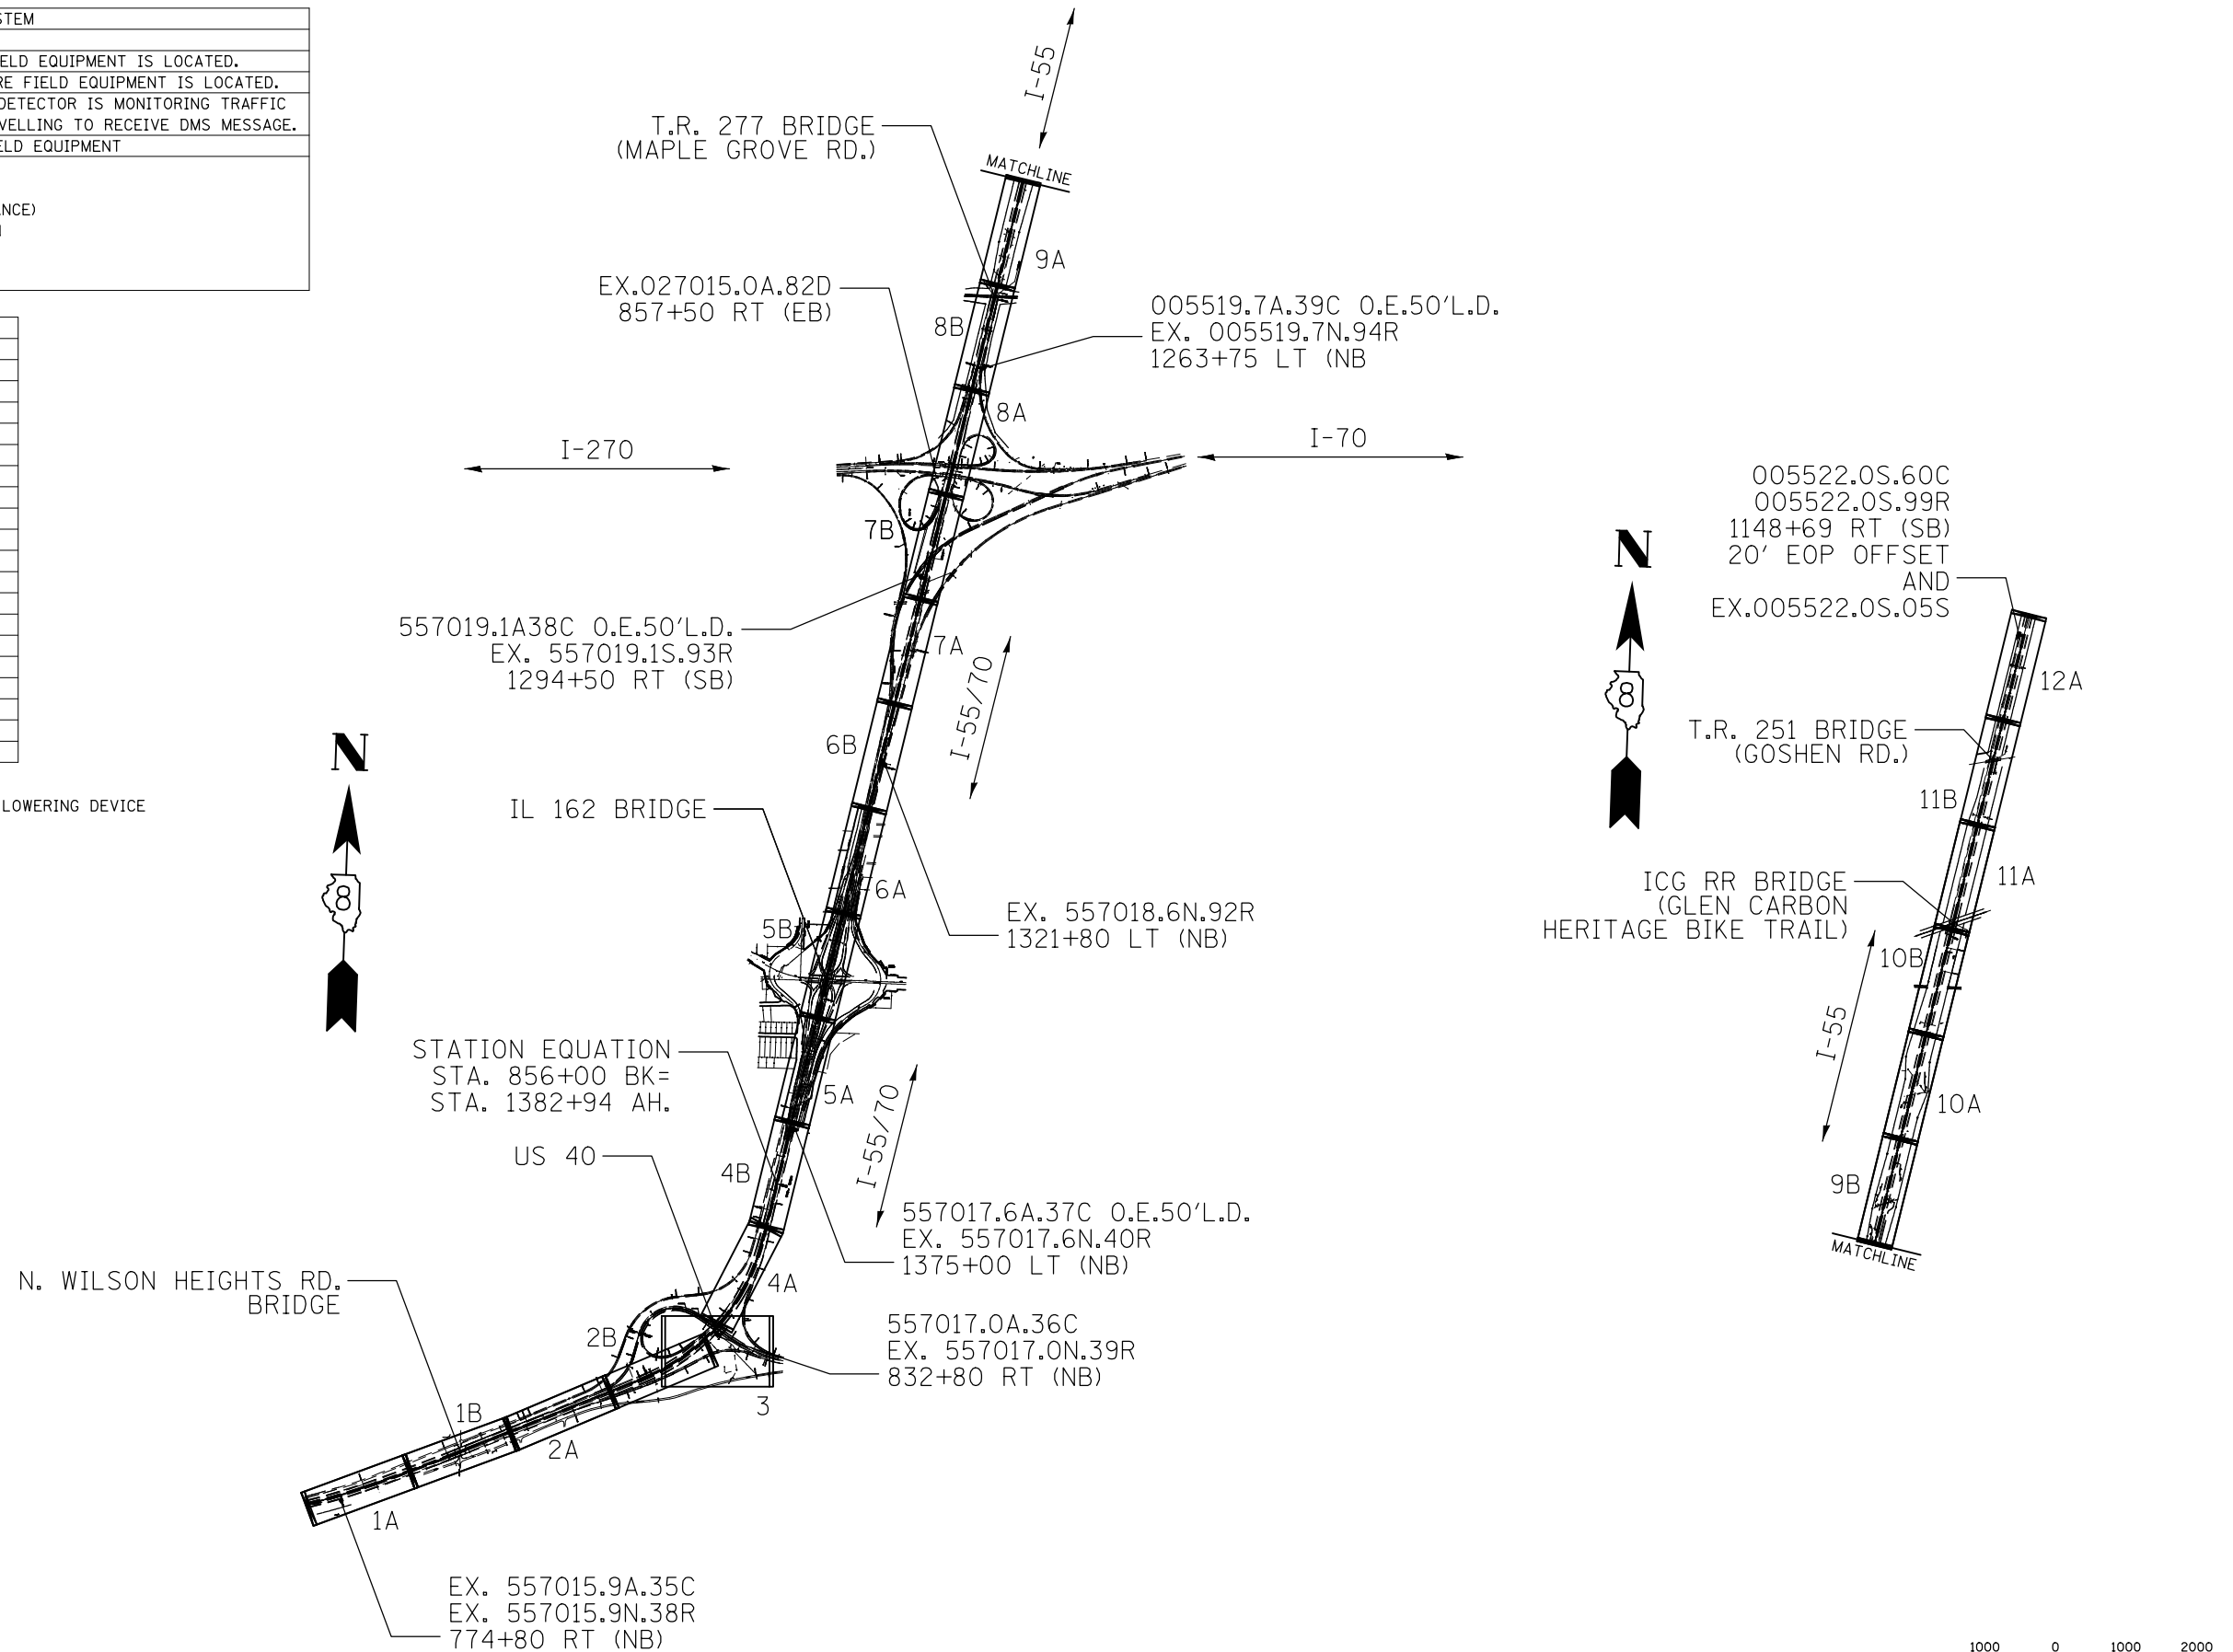 STEM
ELD EQUIPMENT IS LOCATED.
RE FIELD EQUIPMENT IS LOCATED.
DETECTOR IS MONITORING TRAFFIC
VELLING TO RECEIVE DMS MESSAGE.
ELD EQUIPMENT
ANCE)
LOWERING DEVICE
I-55
T.R. 277 BRIDGE
(MAPLE GROVE RD.)
MATCHLINE
9A
EX.027015.0A.82D
857+50 RT (EB)
8B
005519.7A.39C O.E.50'L.D.
EX. 005519.7N.94R
1263+75 LT (NB
8A
I-270
I-70
7B
557019.1A38C O.E.50'L.D.
EX. 557019.1S.93R
1294+50 RT (SB)
7A
I-55/70
6B
N
8
IL 162 BRIDGE
6A
EX. 557018.6N.92R
1321+80 LT (NB)
5B
STATION EQUATION
STA. 856+00 BK=
STA. 1382+94 AH.
5A
I-55/70
US 40
4B
557017.6A.37C O.E.50'L.D.
EX. 557017.6N.40R
1375+00 LT (NB)
N. WILSON HEIGHTS RD.
BRIDGE
4A
2B
557017.0A.36C
EX. 557017.0N.39R
832+80 RT (NB)
3
1B
2A
1A
EX. 557015.9A.35C
EX. 557015.9N.38R
774+80 RT (NB)
005522.0S.60C
005522.0S.99R
1148+69 RT (SB)
20' EOP OFFSET
AND
EX.005522.0S.05S
N
8
12A
T.R. 251 BRIDGE
(GOSHEN RD.)
11B
11A
ICG RR BRIDGE
(GLEN CARBON
HERITAGE BIKE TRAIL)
10B
I-55
10A
9B
MATCHLINE
1000 0 1000 2000